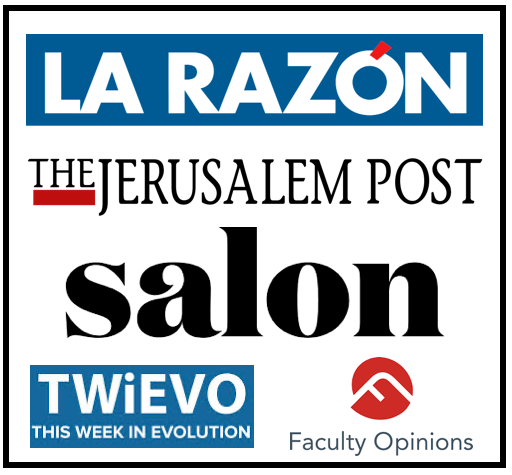 LA RAZÓN
THE JERUSALEM POST
salon
TWiEVO
THIS WEEK IN EVOLUTION
Faculty Opinions